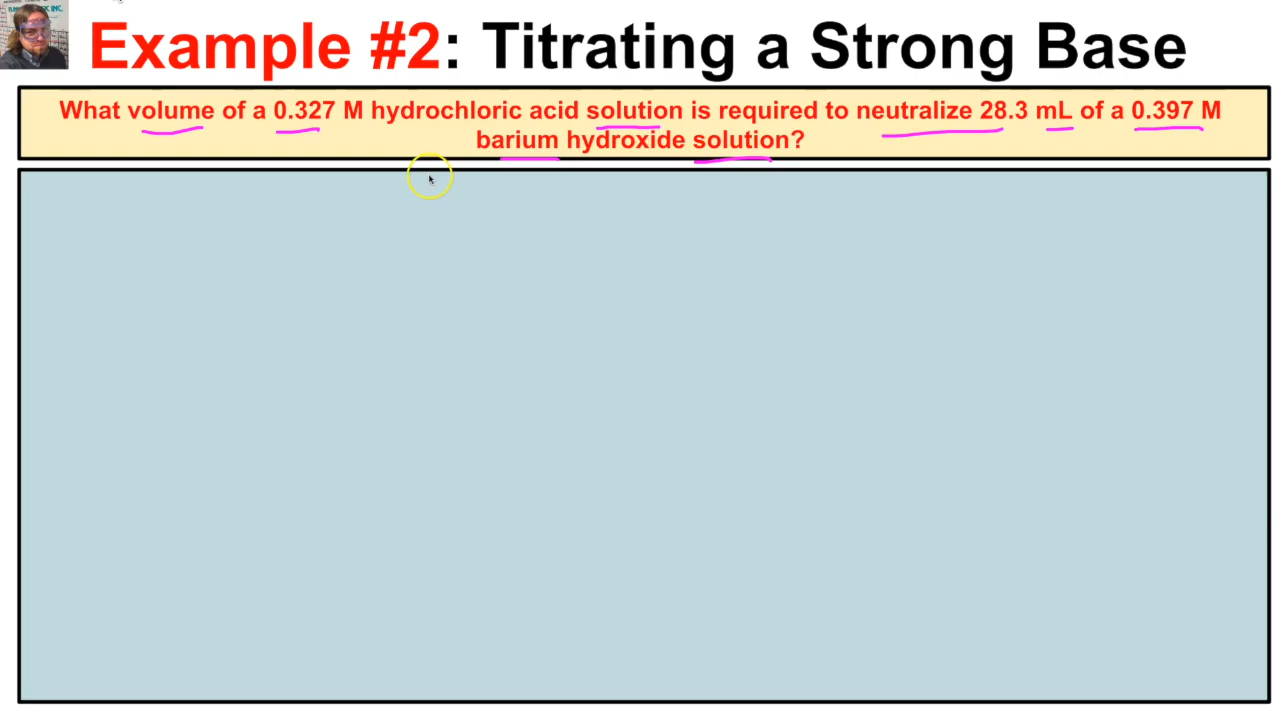 Example #2: Titrating a Strong Base
What volume of a 0.327 M hydrochloric acid solution is required to neutralize 28.3 mL of a 0.397 M
barium hydroxide solution?